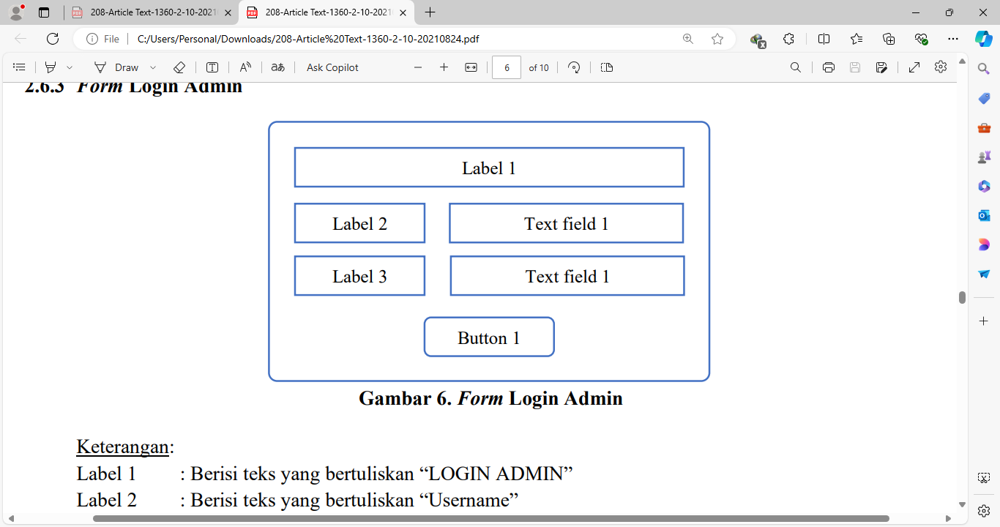 208-Article Text-1360-2-10-2021
208-Article Text-1360-2-10-2021
File
C:/Users/Personal/Downloads/208-Article%20Text-1360-2-10-20210824.pdf
Draw
Ask Copilot
6 of 10
2.6.3 Form Login Admin
Label 1
Label 2 Text field 1
Label 3 Text field 1
Button 1
Gambar 6. Form Login Admin
Keterangan:
Label 1 : Berisi teks yang bertuliskan “LOGIN ADMIN”
Label 2 : Berisi teks yang bertuliskan “Username”